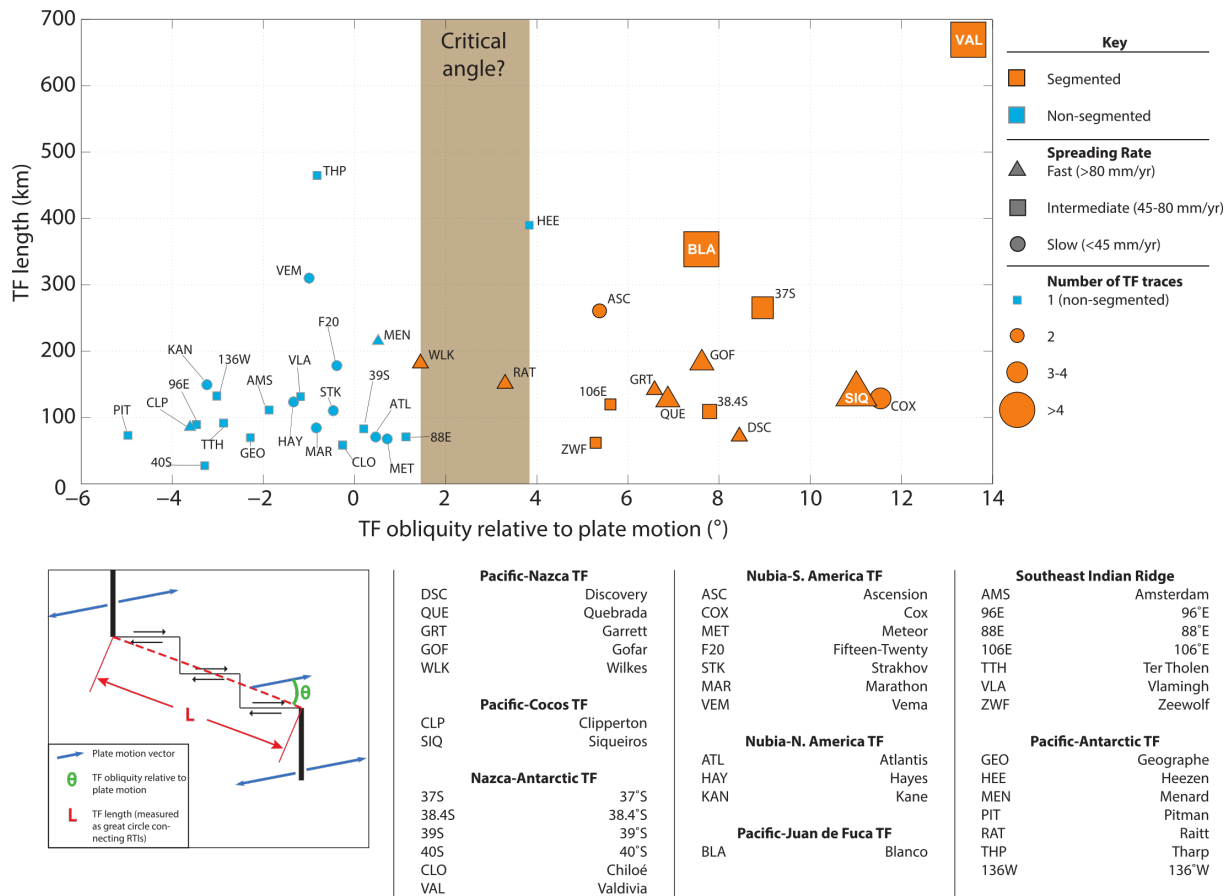 700
600
500
400
300
200
100
0
TF length (km)
−6
−4
−2
0
2
4
6
8
10
12
14
TF obliquity relative to plate motion (°)
Critical
angle?
VAL
THP
HEE
BLA
VEM
ASC
37S
F20
MEN
WLK
GOF
KAN
136W
VLA
39S
RAT
96E
AMS
STK
GRT
SIQ
CLP
ATL
106E
38.4S
COX
PIT
QUE
DSC
TTH
HAY
MAR
88E
ZWF
40S
GEO
CLO
MET
Key
Segmented
Non-segmented
Spreading Rate
Fast (>80 mm/yr)
Intermediate (45-80 mm/yr)
Slow (<45 mm/yr)
Number of TF traces
1 (non-segmented)
2
3-4
>4
θ
L
Plate motion vector
θ TF obliquity relative to
plate motion
L TF length (measured
as great circle con-
necting RTIs)
Pacific-Nazca TF
DSC Discovery
QUE Quebrada
GRT Garrett
GOF Gofar
WLK Wilkes
Pacific-Cocos TF
CLP Clipperton
SIQ Siqueiros
Nazca-Antarctic TF
37S 37˚S
38.4S 38.4˚S
39S 39˚S
40S 40˚S
CLO Chiloé
VAL Valdivia
Nubia-S. America TF
ASC Ascension
COX Cox
MET Meteor
F20 Fifteen-Twenty
STK Strakhov
MAR Marathon
VEM Vema
Nubia-N. America TF
ATL Atlantis
HAY Hayes
KAN Kane
Pacific-Juan de Fuca TF
BLA Blanco
Southeast Indian Ridge
AMS Amsterdam
96E 96˚E
88E 88˚E
106E 106˚E
TTH Ter Tholen
VLA Vlamingh
ZWF Zeewolf
Pacific-Antarctic TF
GEO Geographe
HEE Heezen
MEN Menard
PIT Pitman
RAT Raitt
THP Tharp
136W 136˚W